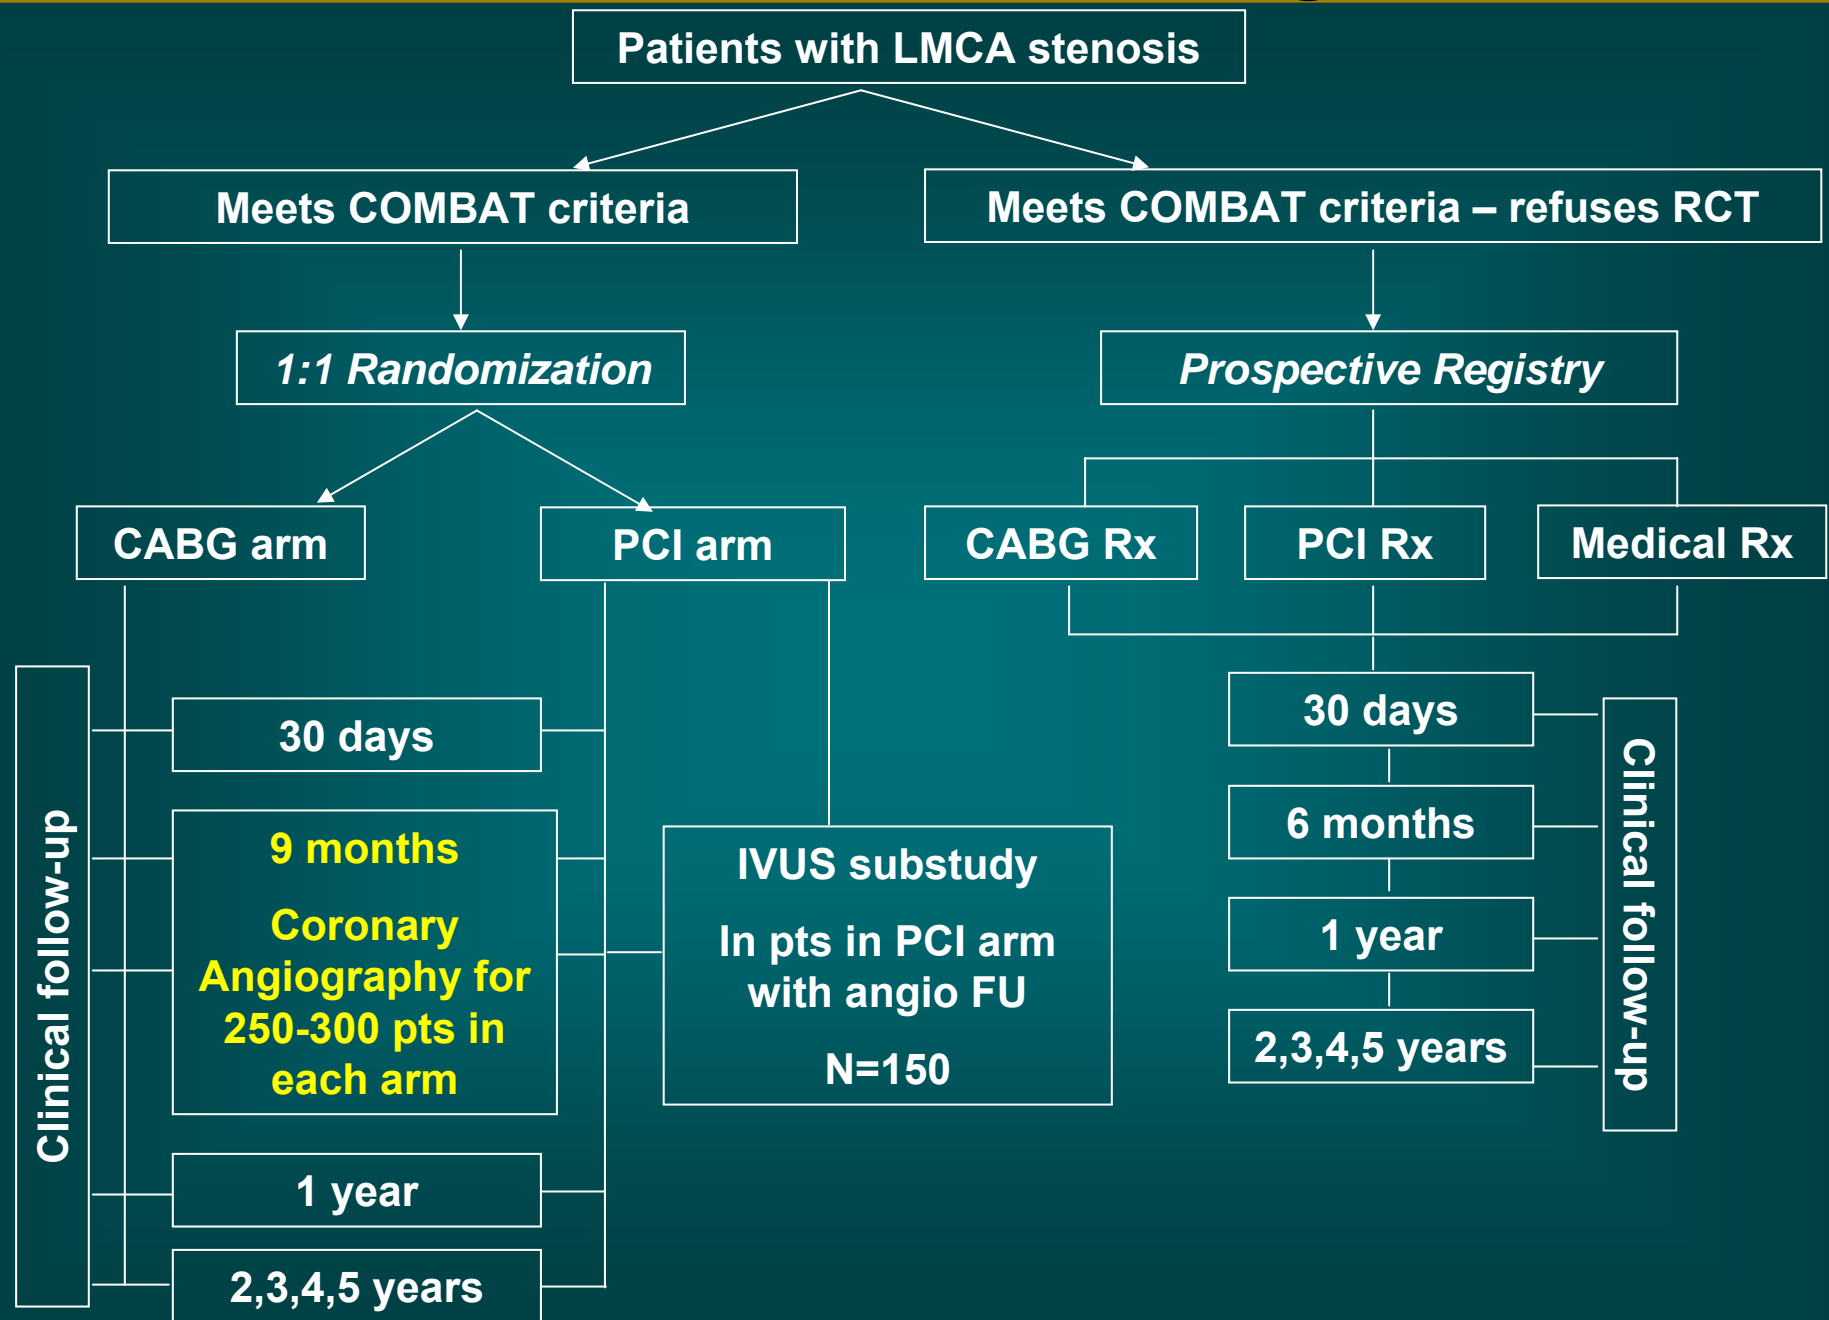 Patients with LMCA stenosis
Meets COMBAT criteria
Meets COMBAT criteria – refuses RCT
1:1 Randomization
Prospective Registry
CABG arm
PCI arm
CABG Rx
PCI Rx
Medical Rx
Clinical follow-up
30 days
9 months
Coronary
Angiography for
250-300 pts in
each arm
1 year
2,3,4,5 years
IVUS substudy
In pts in PCI arm
with angio FU
N=150
30 days
6 months
1 year
2,3,4,5 years
Clinical follow-up